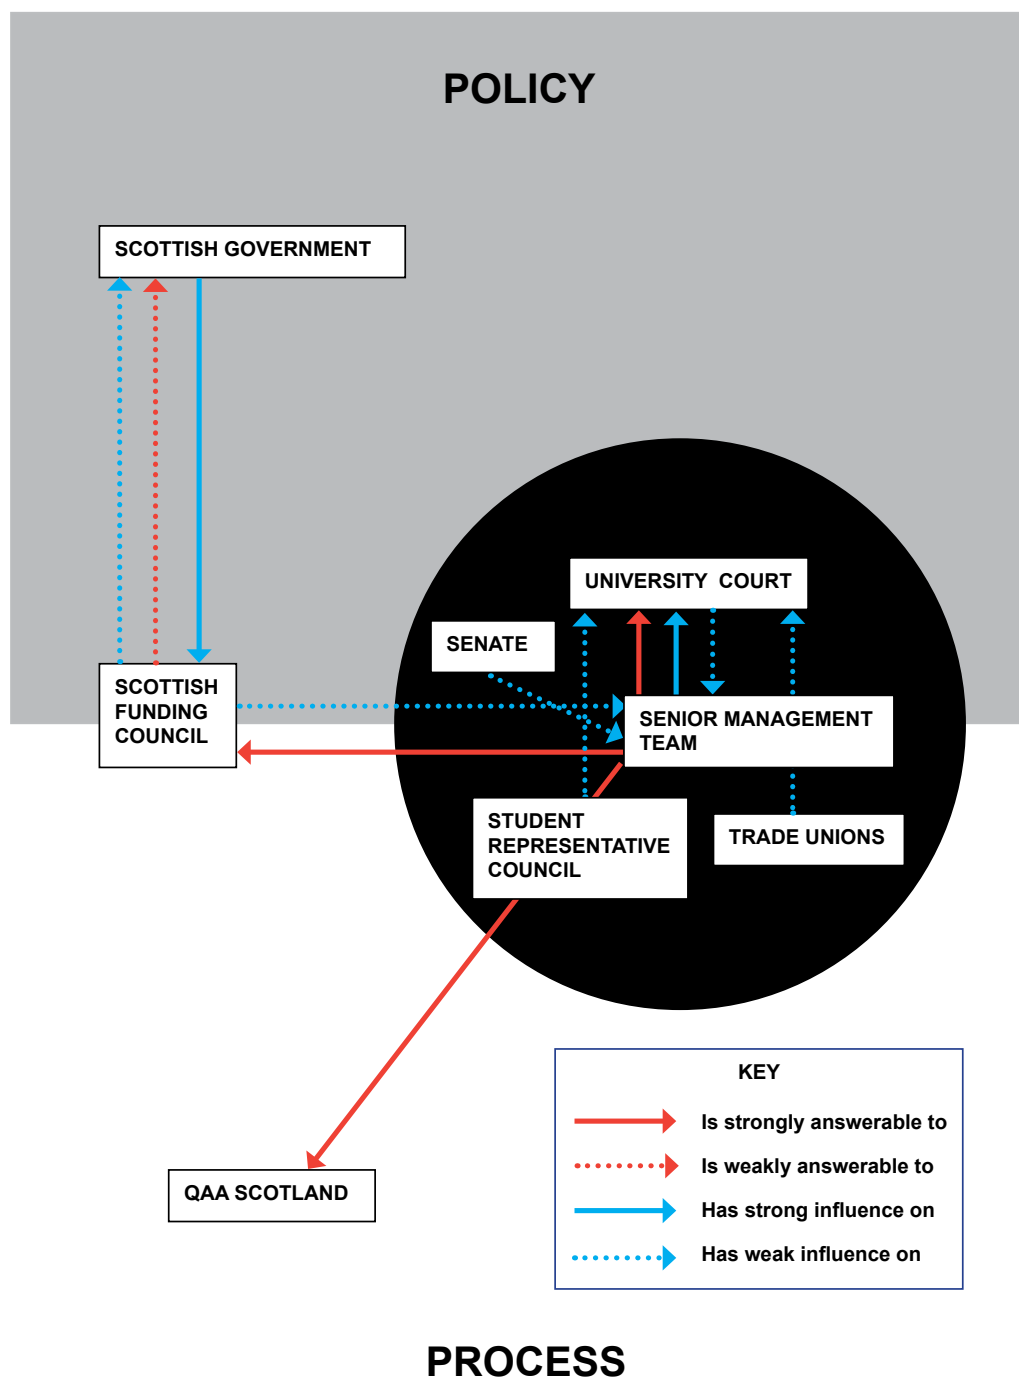 POLICY
SCOTTISH GOVERNMENT
UNIVERSITY COURT
SENATE
SCOTTISH
FUNDING
COUNCIL
SENIOR MANAGEMENT
TEAM
STUDENT
REPRESENTATIVE
COUNCIL
TRADE UNIONS
KEY
Is strongly answerable to
Is weakly answerable to
Has strong influence on
Has weak influence on
QAA SCOTLAND
PROCESS